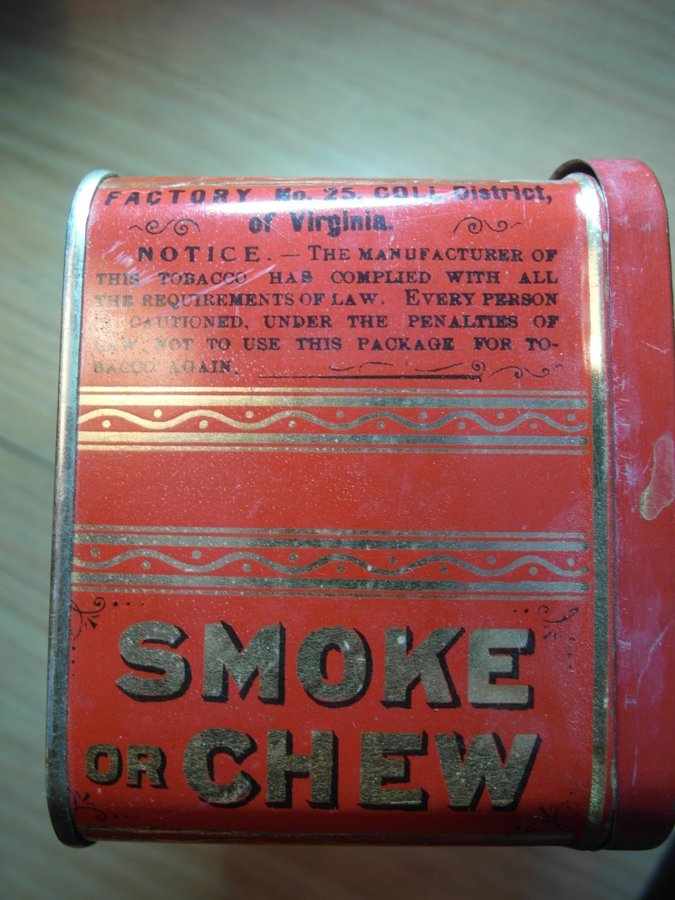 FACTORY No. 25. COLL. District,
of Virginia.
NOTICE.—THE MANUFACTURER OF
THIS TOBACCO HAS COMPLIED WITH ALL
THE REQUIREMENTS OF LAW. EVERY PERSON
IS CAUTIONED, UNDER THE PENALTIES OF
LAW, NOT TO USE THIS PACKAGE FOR TO-
BACCO AGAIN.
SMOKE
OR CHEW